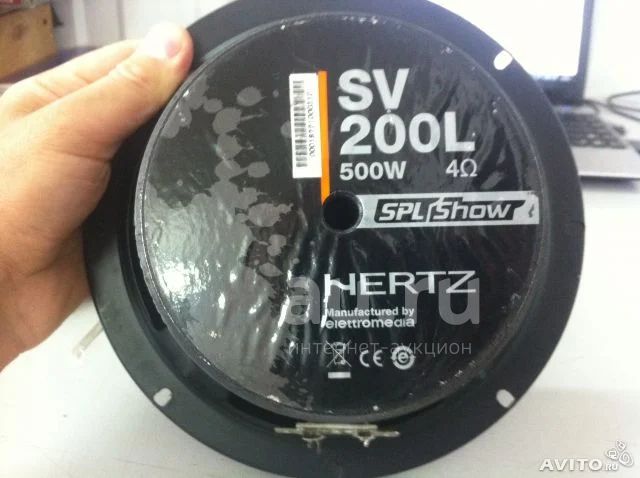 SV
200L
500W 4Ω
SPL Show
HERTZ
Manufactured by
elettromedia
CE
интернет-аукцион
AVITO.ru